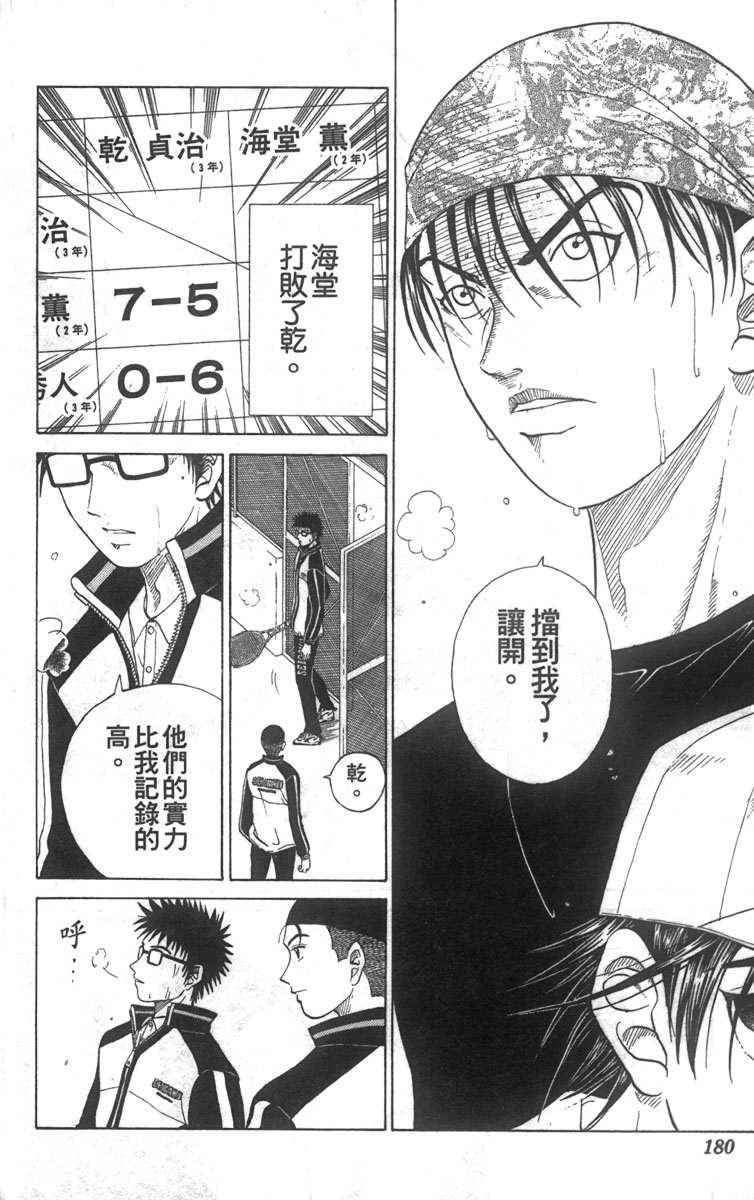 擋到我了，
讓開。
乾 貞治
(3年)
海堂 薫
(2年)
治
(3年)
薫
(2年)
7-5
秀人
(3年)
0-6
海堂
打敗了乾。
乾。
他們的實力
比我記錄的
高。
呼…
180